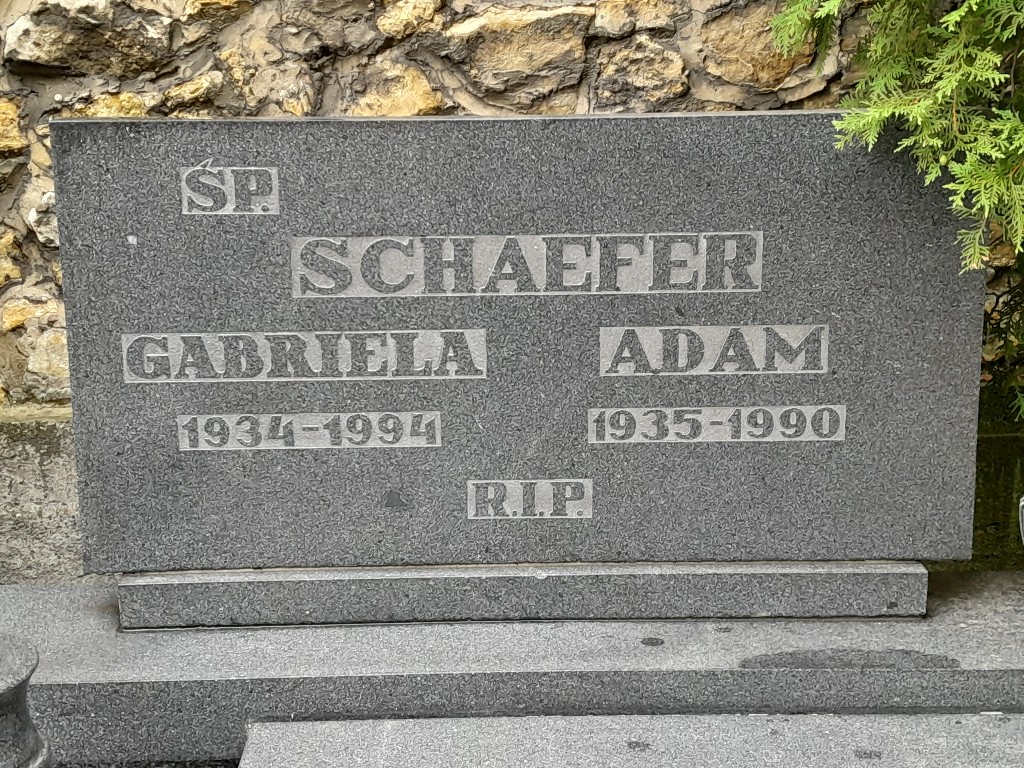 ŚP.
SCHAEFER
GABRIELA ADAM
1934-1994 1935-1990
R.I.P.